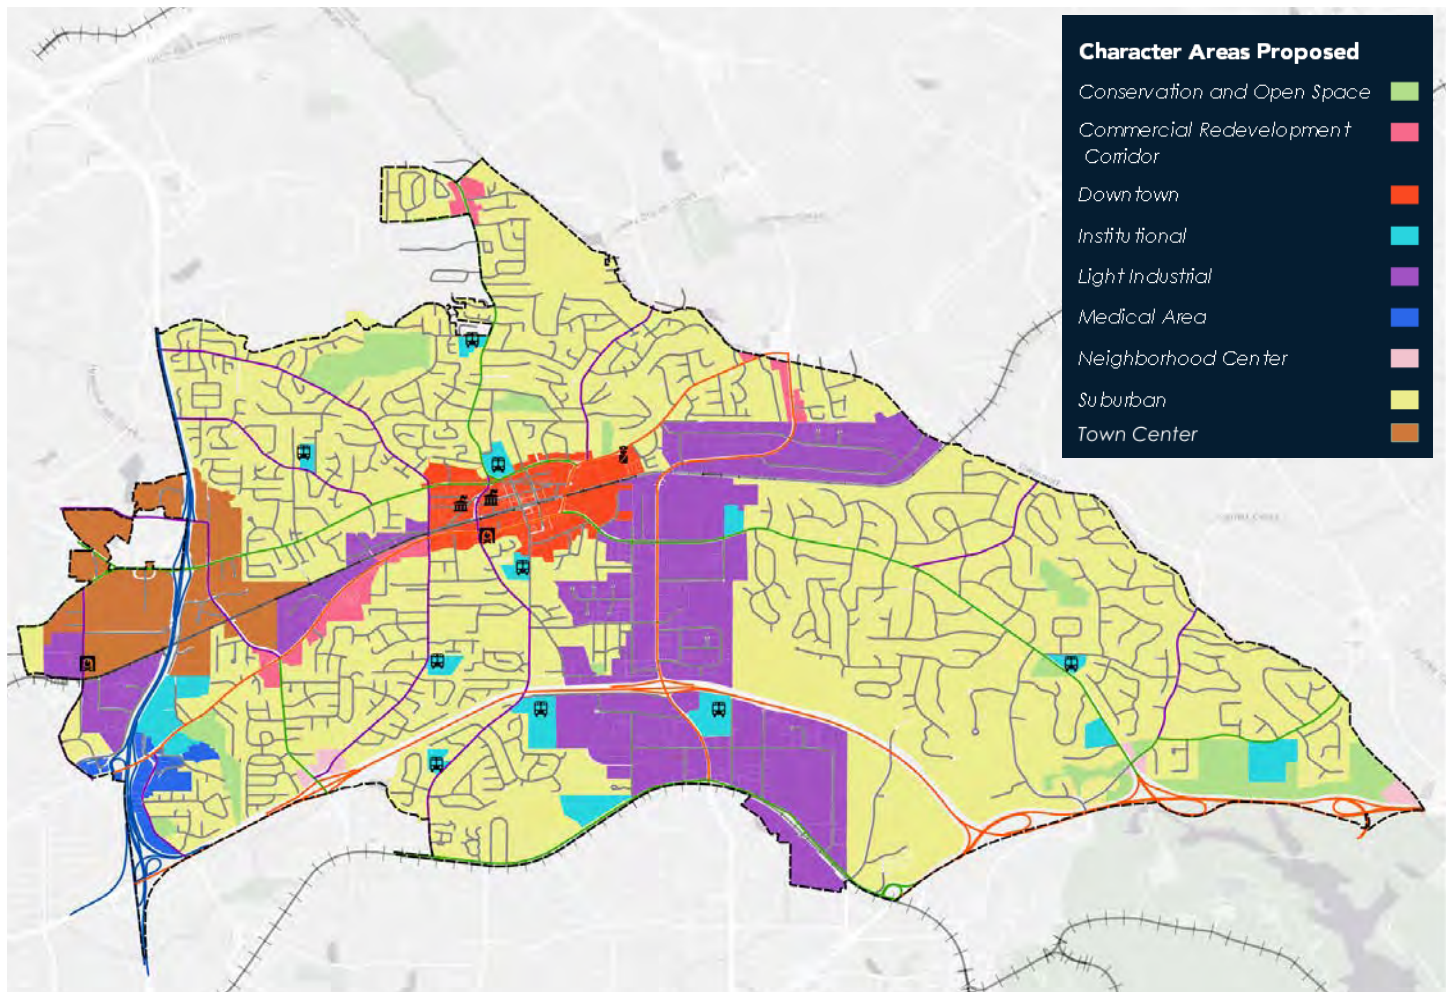 Character Areas Proposed
Conservation and Open Space
Commercial Redevelopment
Corridor
Downtown
Institutional
Light Industrial
Medical Area
Neighborhood Center
Suburban
Town Center